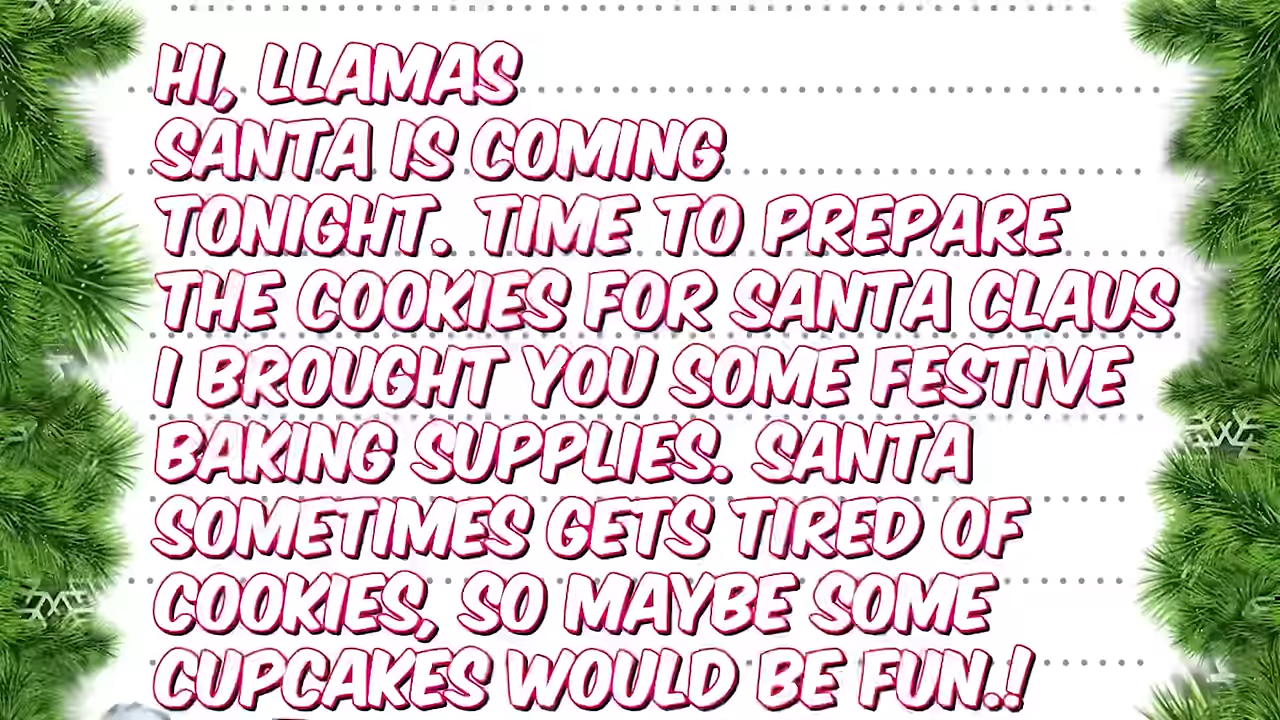 HI, LLAMAS
SANTA IS COMING
TONIGHT. TIME TO PREPARE
THE COOKIES FOR SANTA CLAUS
I BROUGHT YOU SOME FESTIVE
BAKING SUPPLIES. SANTA
SOMETIMES GETS TIRED OF
COOKIES, SO MAYBE SOME
CUPCAKES WOULD BE FUN.!